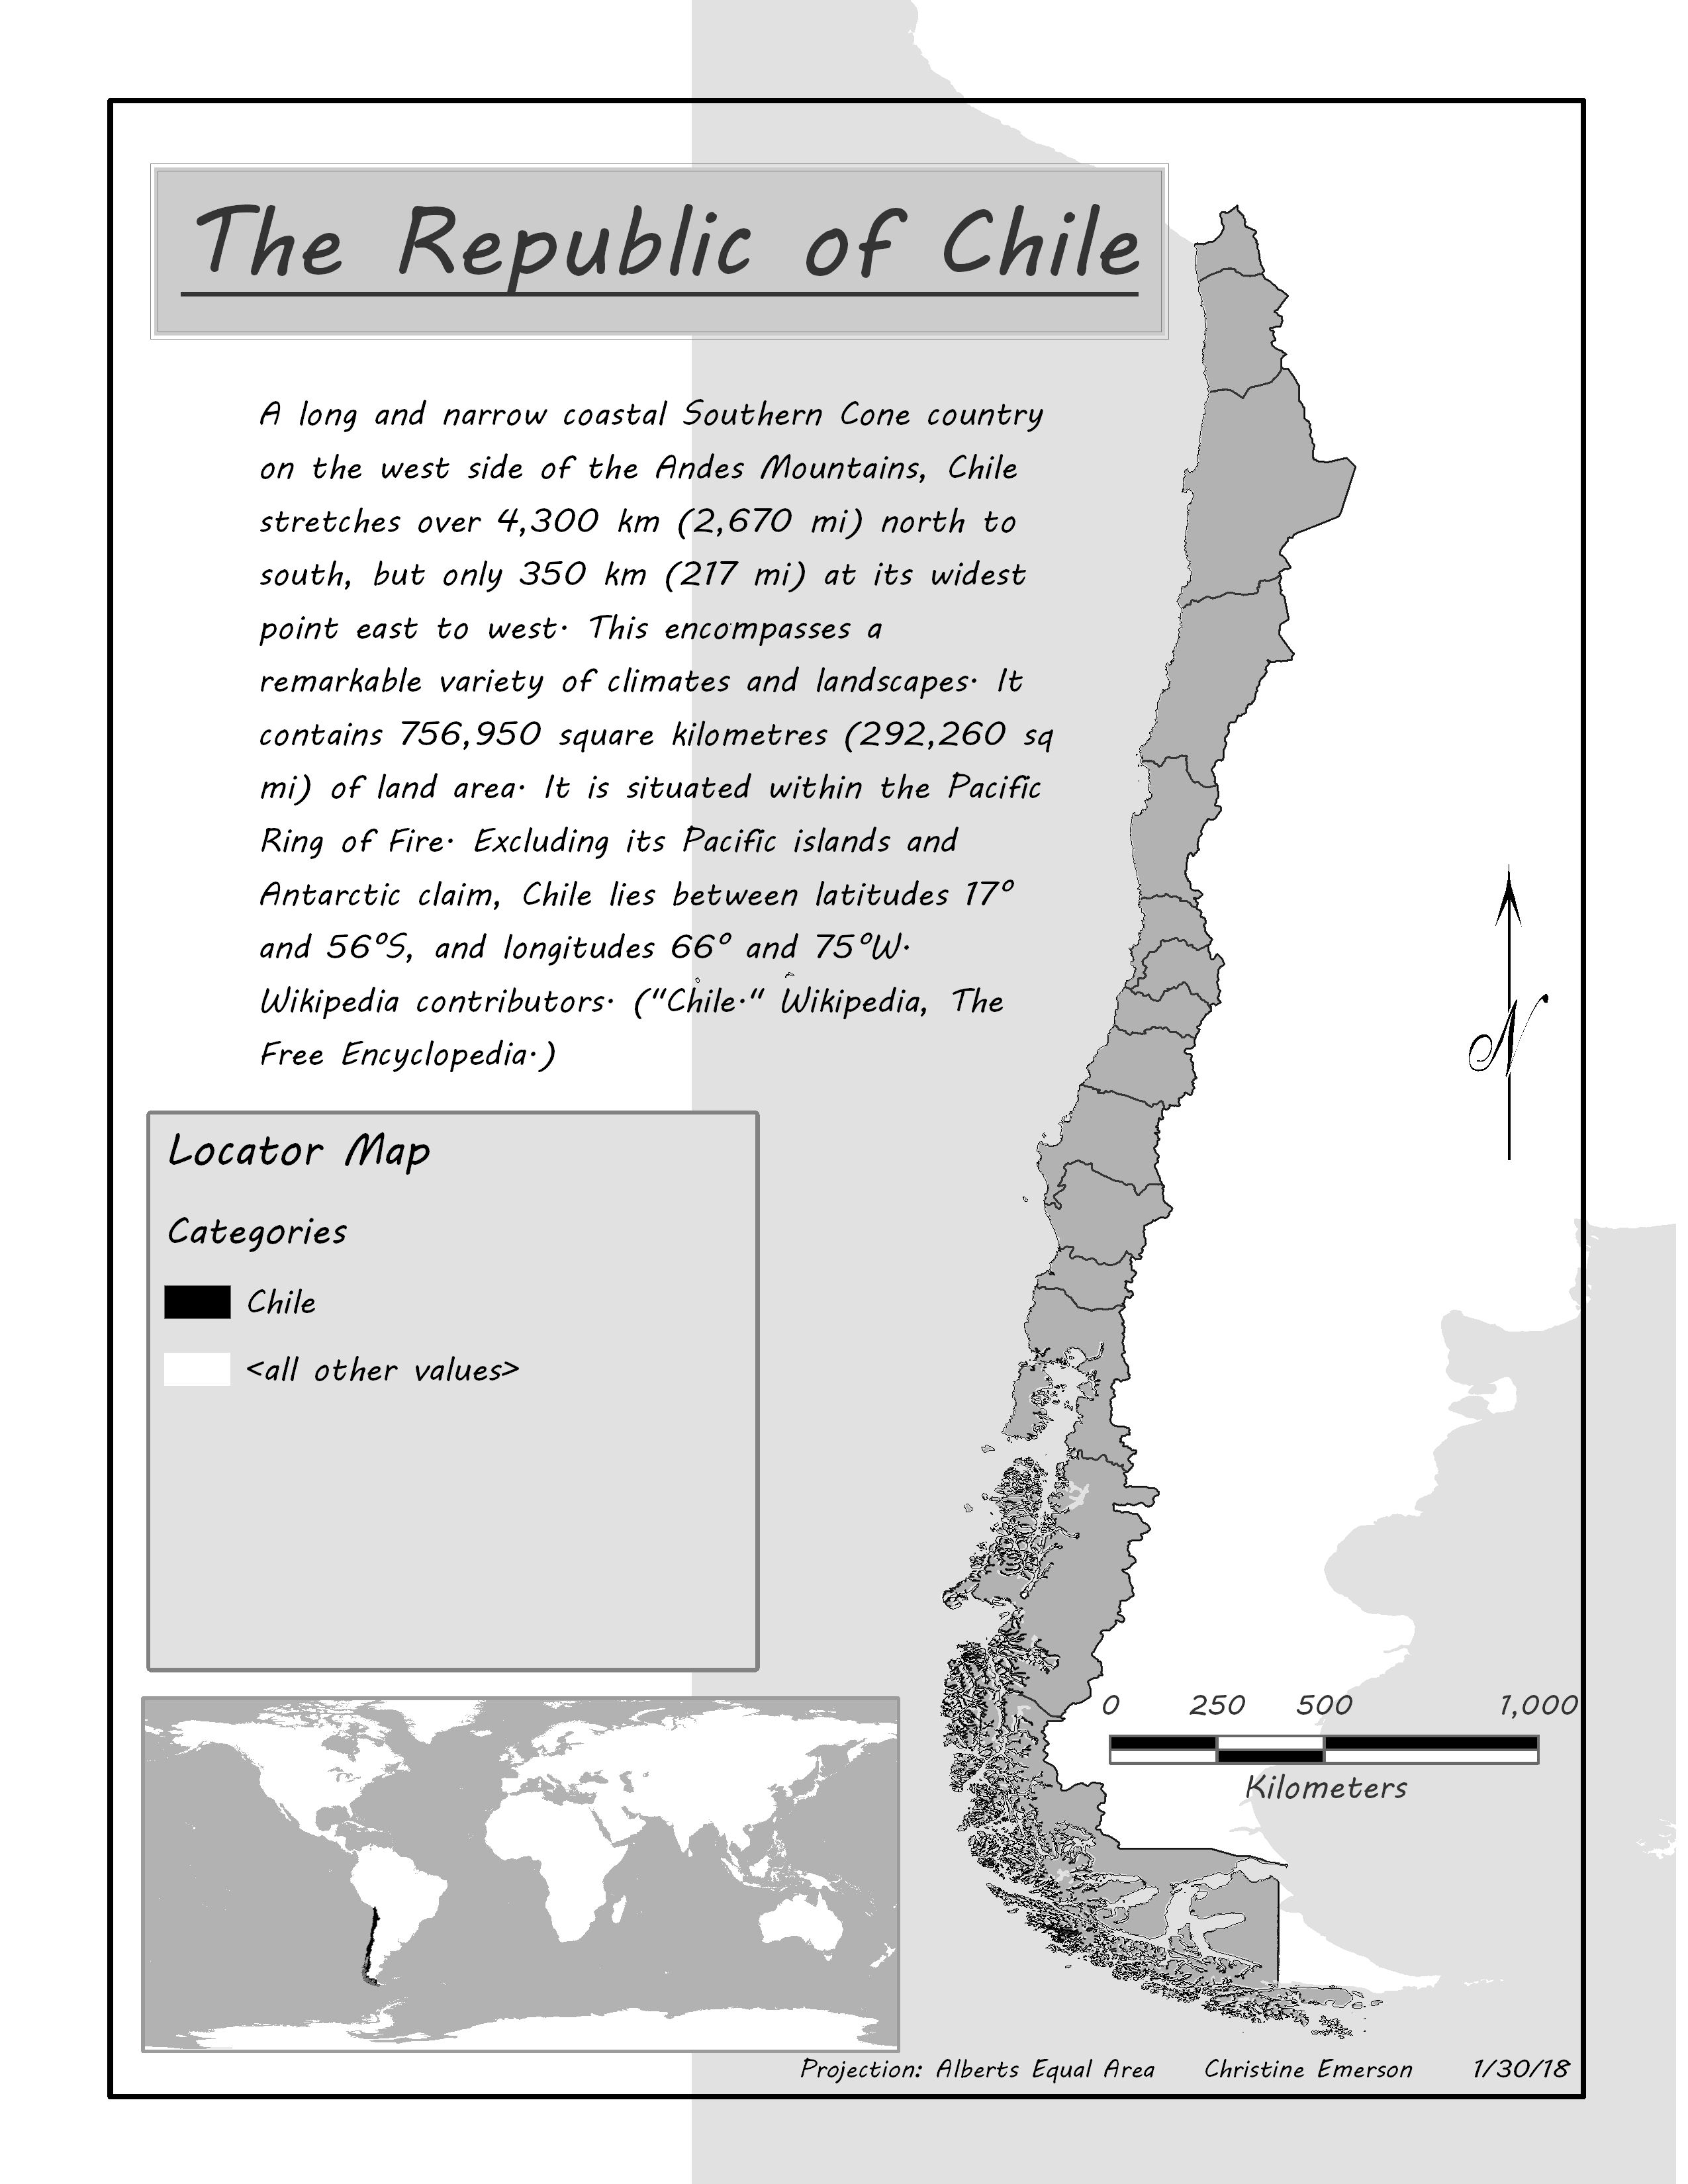 The Republic of Chile
A long and narrow coastal Southern Cone country
on the west side of the Andes Mountains, Chile
stretches over 4,300 km (2,670 mi) north to
south, but only 350 km (217 mi) at its widest
point east to west. This encompasses a
remarkable variety of climates and landscapes. It
contains 756,950 square kilometres (292,260 sq
mi) of land area. It is situated within the Pacific
Ring of Fire. Excluding its Pacific islands and
Antarctic claim, Chile lies between latitudes 17°
and 56°S, and longitudes 66° and 75°W.
Wikipedia contributors. ("Chile." Wikipedia, The
Free Encyclopedia.)
N
Locator Map
Categories
Chile
<all other values>
0 250 500 1,000
Kilometers
Projection: Alberts Equal Area Christine Emerson 1/30/18